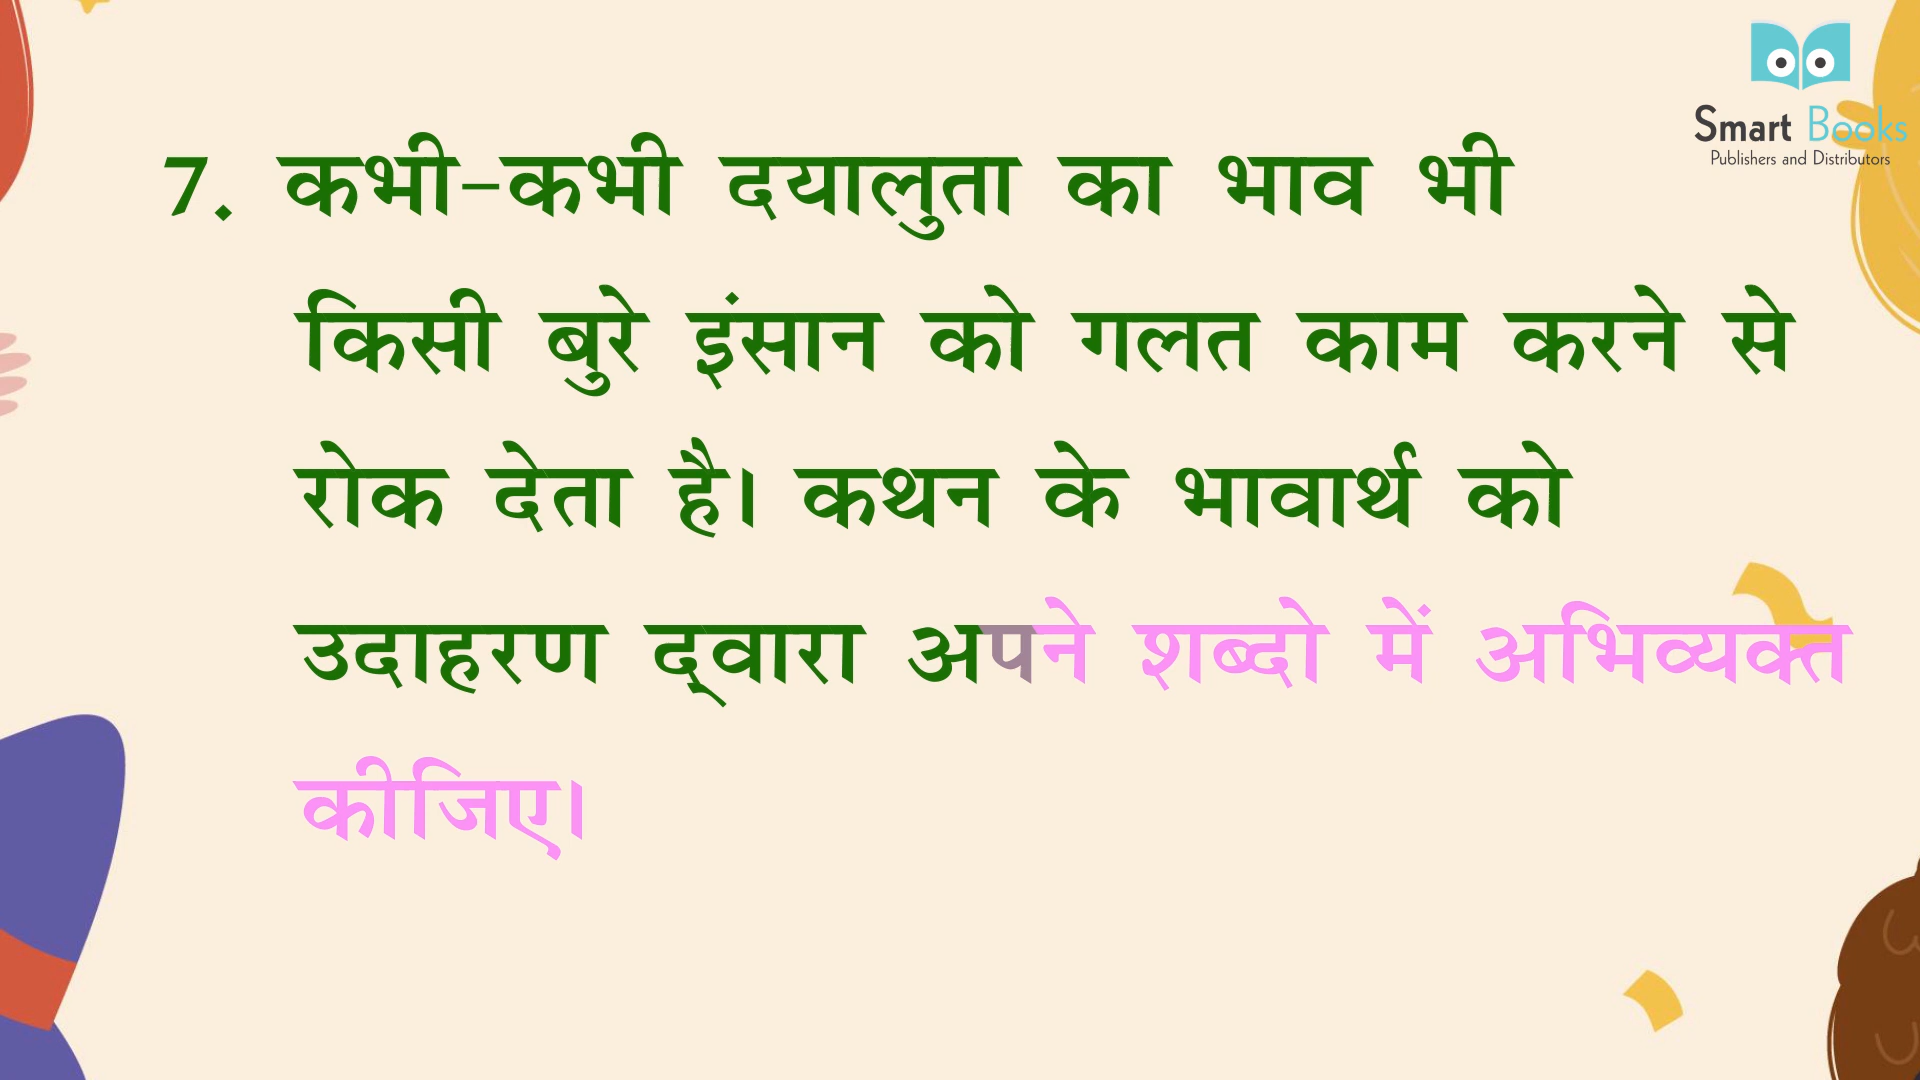 Smart Books
Publishers and Distributors
7. कभी-कभी दयालुता का भाव भी
किसी बुरे इंसान को गलत काम करने से
रोक देता है। कथन के भावार्थ को
उदाहरण द्‌वारा अपने शब्दो में अभिव्यक्त
कीजिए।